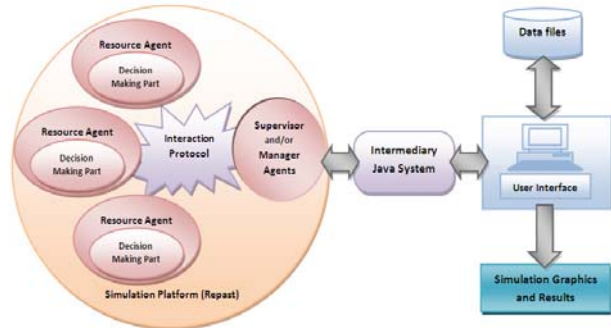 Resource Agent
Decision
Making Part
Resource Agent
Decision
Making Part
Resource Agent
Decision
Making Part
Interaction
Protocol
Supervisor
and/or
Manager
Agents
Simulation Platform (Repast)
Intermediary
Java System
Data files
User Interface
Simulation Graphics
and Results